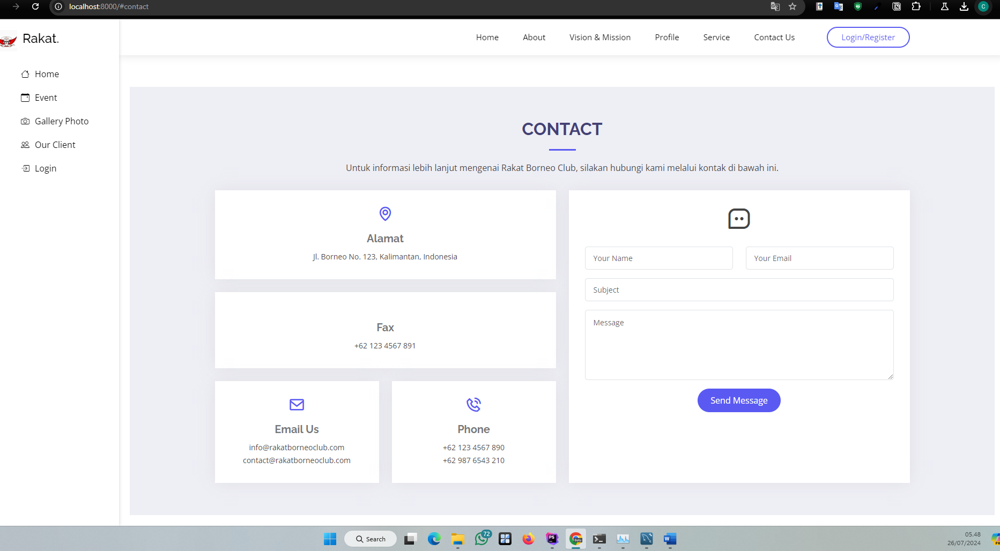 localhost:8000/#contact
C
Rakat.
Home
About
Vision & Mission
Profile
Service
Contact Us
Login/Register
Home
Event
Gallery Photo
Our Client
Login
CONTACT
Untuk informasi lebih lanjut mengenai Rakat Borneo Club, silakan hubungi kami melalui kontak di bawah ini.
Alamat
Jl. Borneo No. 123, Kalimantan, Indonesia
Fax
+62 123 4567 891
Email Us
info@rakatborneoclub.com
contact@rakatborneoclub.com
Phone
+62 123 4567 890
+62 987 6543 210
Your Name
Your Email
Subject
Message
Send Message
Search
72
PS
Beta
W
05.48
26/07/2024